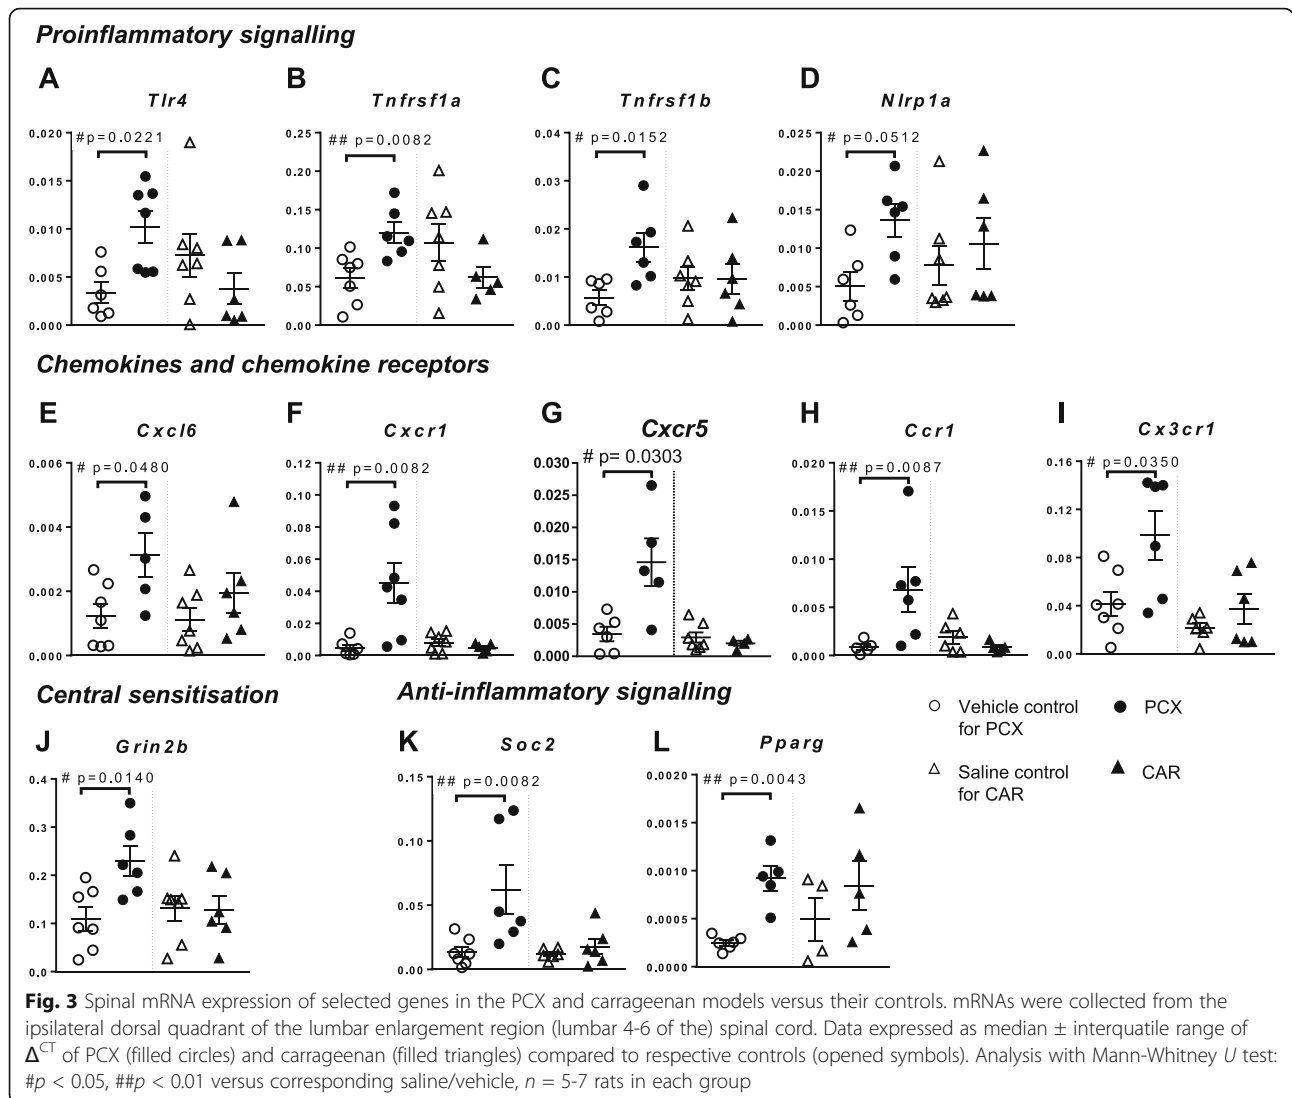 Proinflammatory signalling
A B C D
Tlr4 Tnfrsf1a Tnfrsf1b Nlrp1a
# p=0.0221 ## p=0.0082 # p=0.0152 # p=0.0512
0.020 0.25 0.04 0.025
0.015 0.20 0.03 0.020
0.010 0.15 0.02 0.015
0.005 0.10 0.01 0.010
0.000 0.05 0.00 0.005
0.00 0.000
Chemokines and chemokine receptors
E F G H I
Cxcl6 Cxcr1 Cxcr5 Ccr1 Cx3cr1
# p=0.0480 ## p=0.0082 # p= 0.0303 ## p=0.0087 # p=0.0350
0.006 0.12 0.030 0.020 0.16
0.004 0.10 0.025 0.015 0.12
0.002 0.08 0.020 0.010 0.08
0.000 0.06 0.015 0.005 0.04
0.04 0.010 0.000 0.00
0.02 0.005
0.00 0.000
Central sensitisation Anti-inflammatory signalling
J K L
Grin2b Soc2 Pparg
# p=0.0140 ## p=0.0082 ## p=0.0043
0.4 0.15 0.0020
0.3 0.10 0.0015
0.2 0.05 0.0010
0.1 0.00 0.0005
0.0 0.0000
Vehicle control
for PCX
PCX
Saline control
for CAR
CAR
Fig. 3 Spinal mRNA expression of selected genes in the PCX and carrageenan models versus their controls. mRNAs were collected from the
ipsilateral dorsal quadrant of the lumbar enlargement region (lumbar 4-6 of the) spinal cord. Data expressed as median ± interquatile range of
Δ^CT of PCX (filled circles) and carrageenan (filled triangles) compared to respective controls (opened symbols). Analysis with Mann-Whitney U test:
#p < 0.05, ##p < 0.01 versus corresponding saline/vehicle, n = 5-7 rats in each group